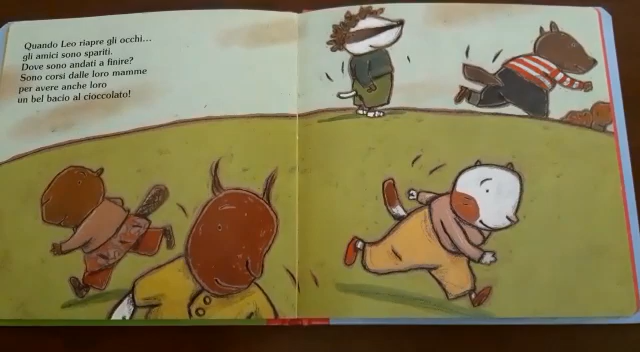 Quando Leo riapre gli occhi...
gli amici sono spariti.
Dove sono andati a finire?
Sono corsi dalle loro mamme
per avere anche loro
un bel bacio al cioccolato!